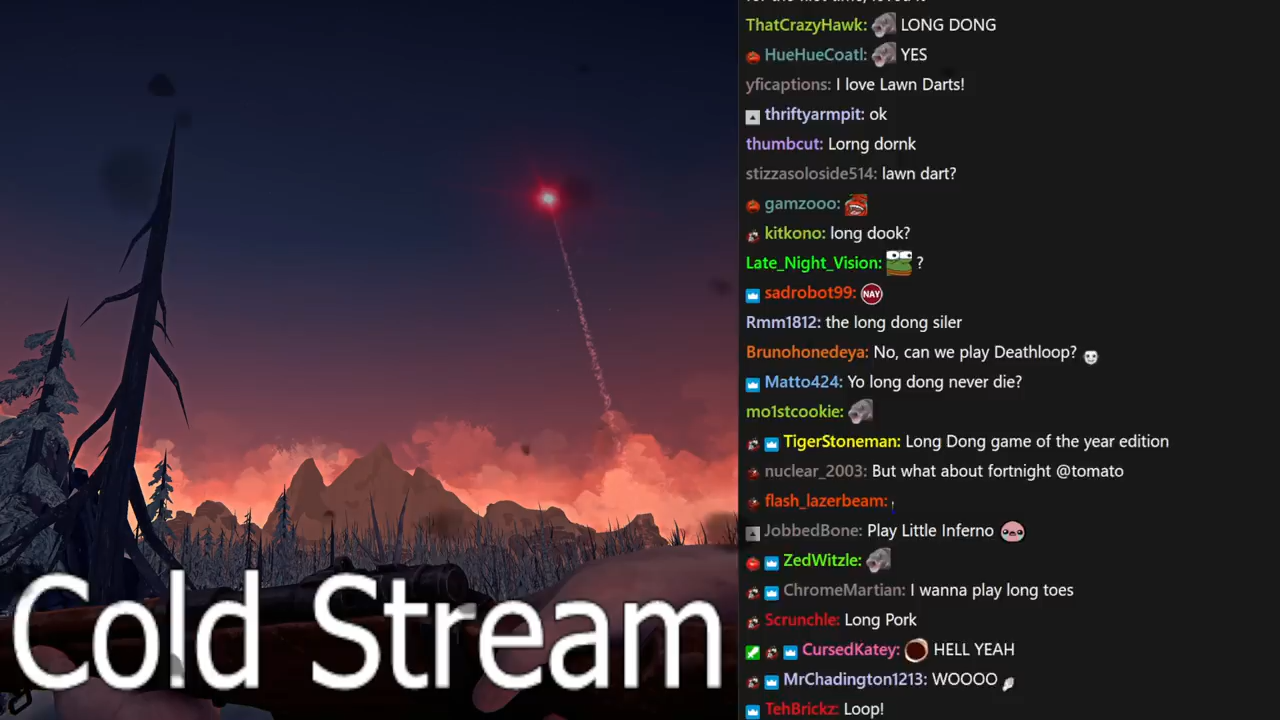 ThatCrazyHawk: LONG DONG
HueHueCoatl: YES
yficaptions: I love Lawn Darts!
thriftyarmpit: ok
thumbcut: Lorng dornk
stizzasoloside514: lawn dart?
gamzooo:
kitkono: long dook?
Late_Night_Vision: ?
sadrobot99: NAY
Rmm1812: the long dong siler
Brunohonedeya: No, can we play Deathloop?
Matto424: Yo long dong never die?
mo1stcookie:
TigerStoneman: Long Dong game of the year edition
nuclear_2003: But what about fortnight @tomato
flash_lazerbeam:
JobbedBone: Play Little Inferno
ZedWitzle:
ChromeMartian: I wanna play long toes
Scrunchle: Long Pork
CursedKatey: HELL YEAH
MrChadington1213: WOOOO
TehBrickz: Loop!
Cold Stream